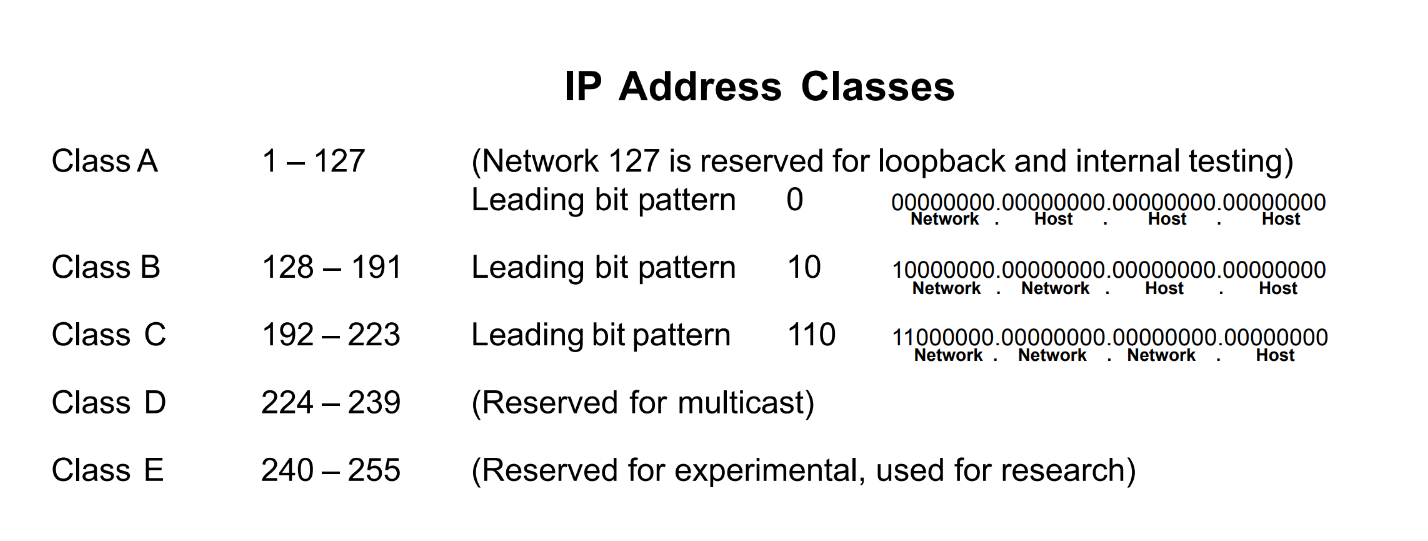 IP Address Classes
Class A 1 – 127 (Network 127 is reserved for loopback and internal testing)
Leading bit pattern 0 00000000.00000000.00000000.00000000
Network . Host . Host . Host
Class B 128 – 191 Leading bit pattern 10 10000000.00000000.00000000.00000000
Network . Network . Host . Host
Class C 192 – 223 Leading bit pattern 110 11000000.00000000.00000000.00000000
Network . Network . Network . Host
Class D 224 – 239 (Reserved for multicast)
Class E 240 – 255 (Reserved for experimental, used for research)